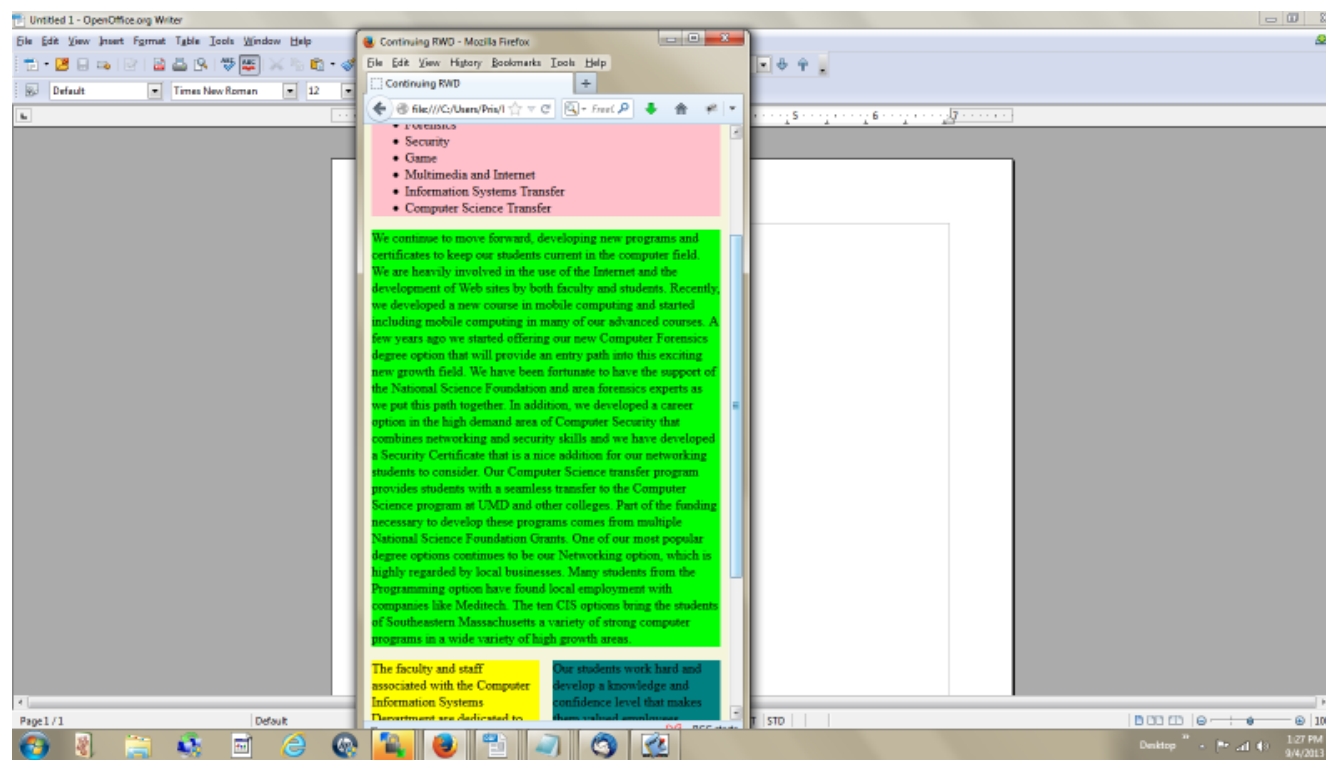 Untitled 1 - OpenOffice.org Writer
File Edit View Insert Format Table Tools Window Help
Default Times New Roman 12
Continuing RWD - Mozilla Firefox
File Edit View History Bookmarks Tools Help
Continuing RWD
file:///C:/Users/Pris/
5 6 7
Forensics
• Security
• Game
• Multimedia and Internet
• Information Systems Transfer
• Computer Science Transfer
We continue to move forward, developing new programs and
certificates to keep our students current in the computer field.
We are heavily involved in the use of the Internet and the
development of Web sites by both faculty and students. Recently,
we developed a new course in mobile computing and started
including mobile computing in many of our advanced courses. A
few years ago we started offering our new Computer Forensics
degree option that will provide an entry path into this exciting
new growth field. We have been fortunate to have the support of
the National Science Foundation and area forensics experts as
we put this path together. In addition, we developed a career
option in the high demand area of Computer Security that
combines networking and security skills and we have developed
a Security Certificate that is a nice addition for our networking
students to consider. Our Computer Science transfer program
provides students with a seamless transfer to the Computer
Science program at UMD and other colleges. Part of the funding
necessary to develop these programs comes from multiple
National Science Foundation Grants. One of our most popular
degree options continues to be our Networking option, which is
highly regarded by local businesses. Many students from the
Programming option have found local employment with
companies like Meditech. The ten CIS options bring the students
of Southeastern Massachusetts a variety of strong computer
programs in a wide variety of high growth areas.
The faculty and staff
associated with the Computer
Information Systems
Department are dedicated to
Our students work hard and
develop a knowledge and
confidence level that makes
them valued employees
Page 1 / 1 Default STD
Desktop
1:27 PM
9/4/2013